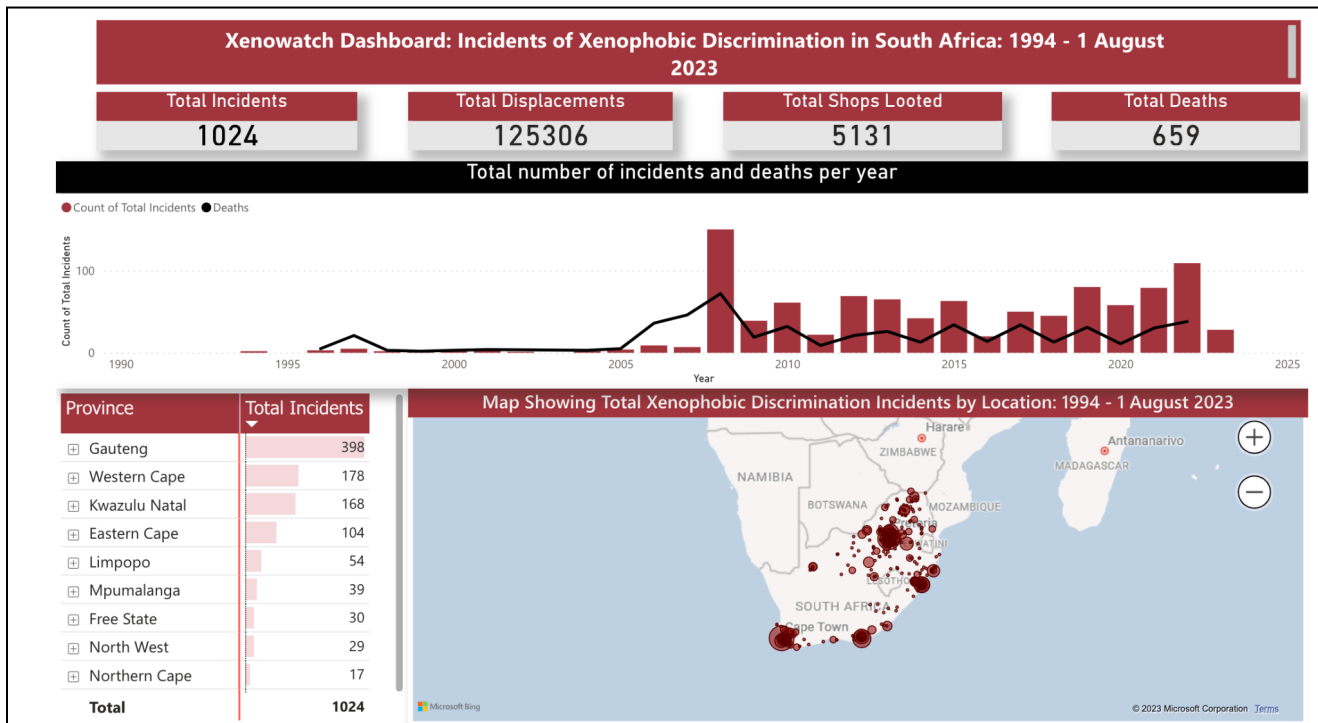 Xenowatch Dashboard: Incidents of Xenophobic Discrimination in South Africa: 1994 - 1 August
2023
Total Incidents
1024
Total Displacements
125306
Total Shops Looted
5131
Total Deaths
659
Total number of incidents and deaths per year
Count of Total Incidents Deaths
Count of Total Incidents
100
0
1990 1995 2000 2005 2010 2015 2020 2025
Year
Province Total Incidents
Gauteng 398
Western Cape 178
Kwazulu Natal 168
Eastern Cape 104
Limpopo 54
Mpumalanga 39
Free State 30
North West 29
Northern Cape 17
Total 1024
Map Showing Total Xenophobic Discrimination Incidents by Location: 1994 - 1 August 2023
Harare
ZIMBABWE
Antananarivo
MADAGASCAR
NAMIBIA
BOTSWANA
MOZAMBIQUE
SOUTH AFRICA
Cape Town
Microsoft Bing
© 2023 Microsoft Corporation Terms